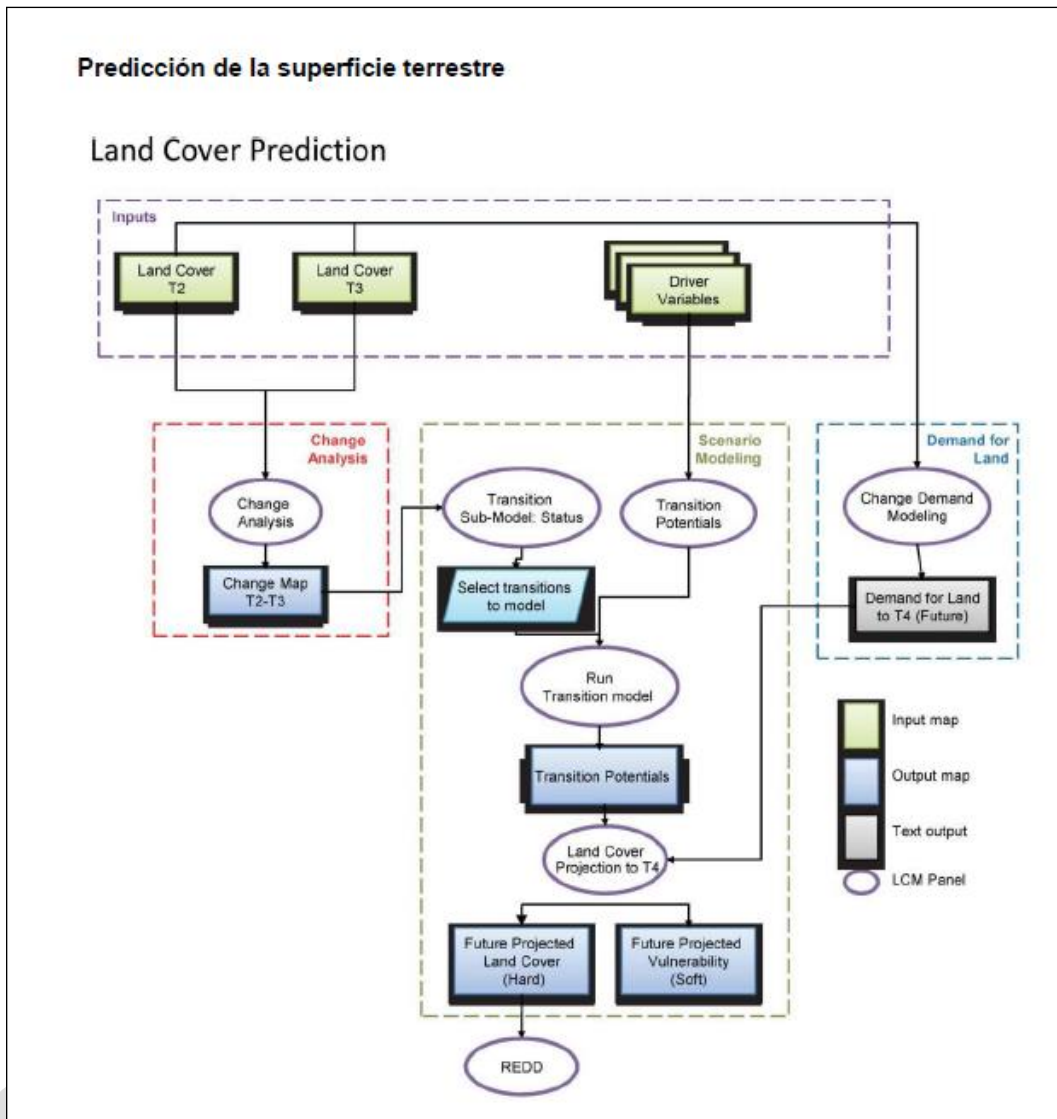 Predicción de la superficie terrestre
Land Cover Prediction
Inputs
Land Cover
T2
Land Cover
T3
Driver
Variables
Change
Analysis
Scenario
Modeling
Demand for
Land
Change
Analysis
Transition
Sub-Model: Status
Transition
Potentials
Change Demand
Modeling
Change Map
T2-T3
Select transitions
to model
Demand for Land
to T4 (Future)
Run
Transition model
Transition Potentials
Land Cover
Projection to T4
Input map
Output map
Text output
LCM Panel
Future Projected
Land Cover
(Hard)
Future Projected
Vulnerability
(Soft)
REDD